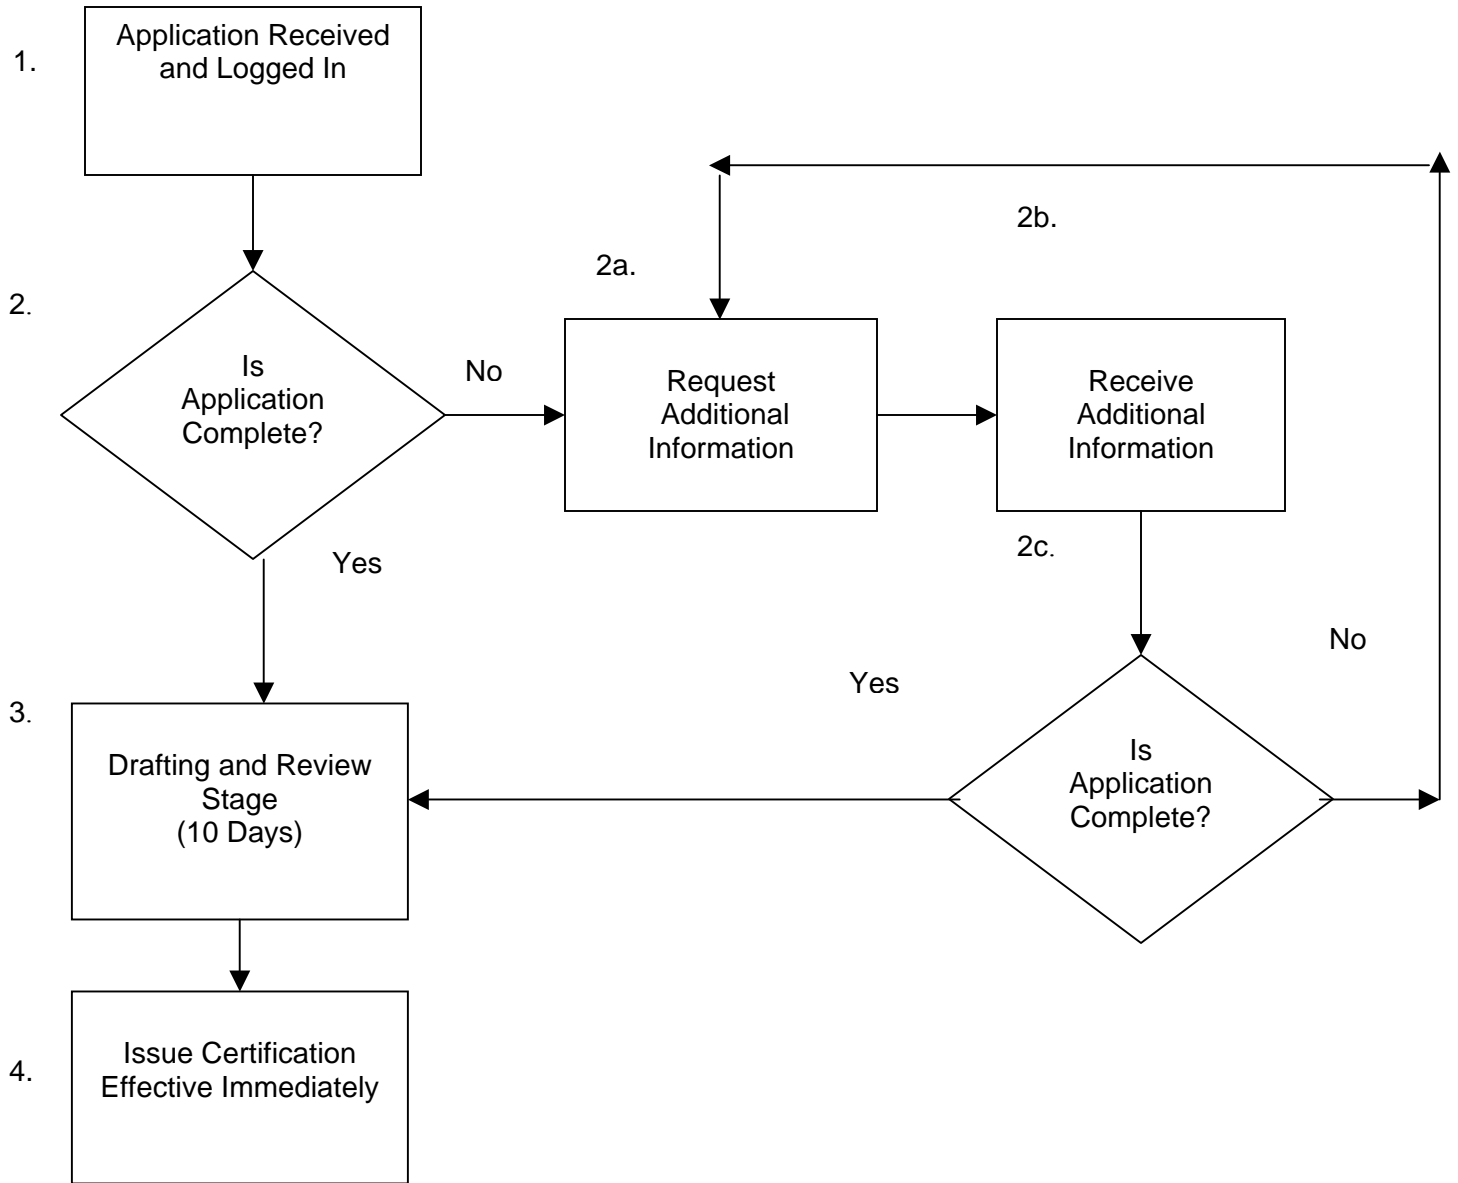 1.
Application Received
and Logged In
2b.
2a.
2.
Is
Application
Complete?
No
Request
Additional
Information
Receive
Additional
Information
Yes
2c.
No
Yes
3.
Drafting and Review
Stage
(10 Days)
Is
Application
Complete?
4.
Issue Certification
Effective Immediately